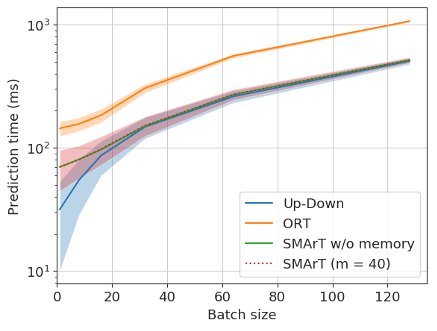 10³
10²
10¹
Prediction time (ms)
0 20 40 60 80 100 120
Batch size
Up-Down
ORT
SMArT w/o memory
SMArT (m = 40)